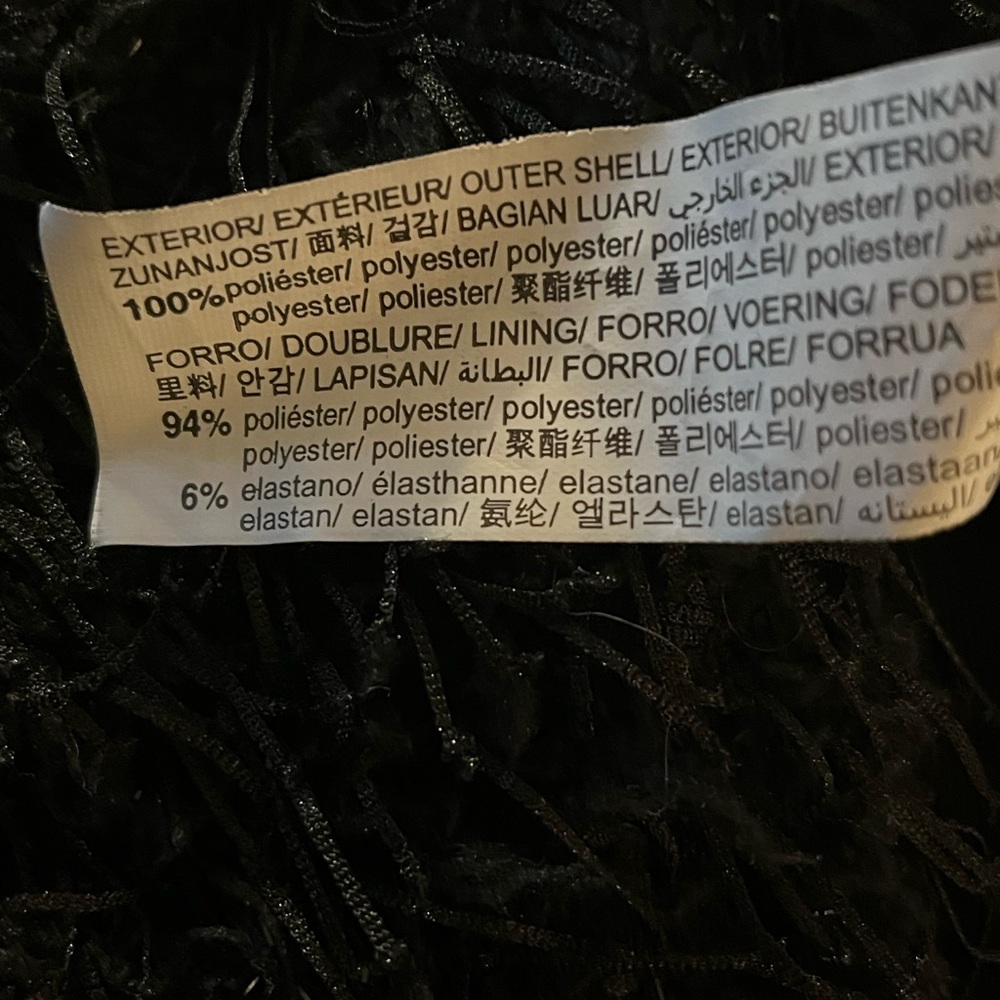 EXTERIOR/ EXTÉRIEUR/ OUTER SHELL/ EXTERIOR/ BUITENKAN
ZUNANJOST/ 面料/ 겉감/ BAGIAN LUAR/ الجزء الخارجي/ EXTERIOR/
100% poliéster/ polyester/ polyester/ poliéster/ polyester/ polies
polyester/ poliester/ 聚酯纤维/ 폴리에스터/ poliester/
FORRO/ DOUBLURE/ LINING/ FORRO/ VOERING/ FODE
里料/ 안감/ LAPISAN/ البطانة/ FORRO/ FOLRE/ FORRUA
94% poliéster/ polyester/ polyester/ poliéster/ polyester/ polie
polyester/ poliester/ 聚酯纤维/ 폴리에스터/ poliester/
6% elastano/ élasthanne/ elastane/ elastano/ elastaan
elastan/ elastan/ 氨纶/ 엘라스탄/ elastan/ اليستانه/